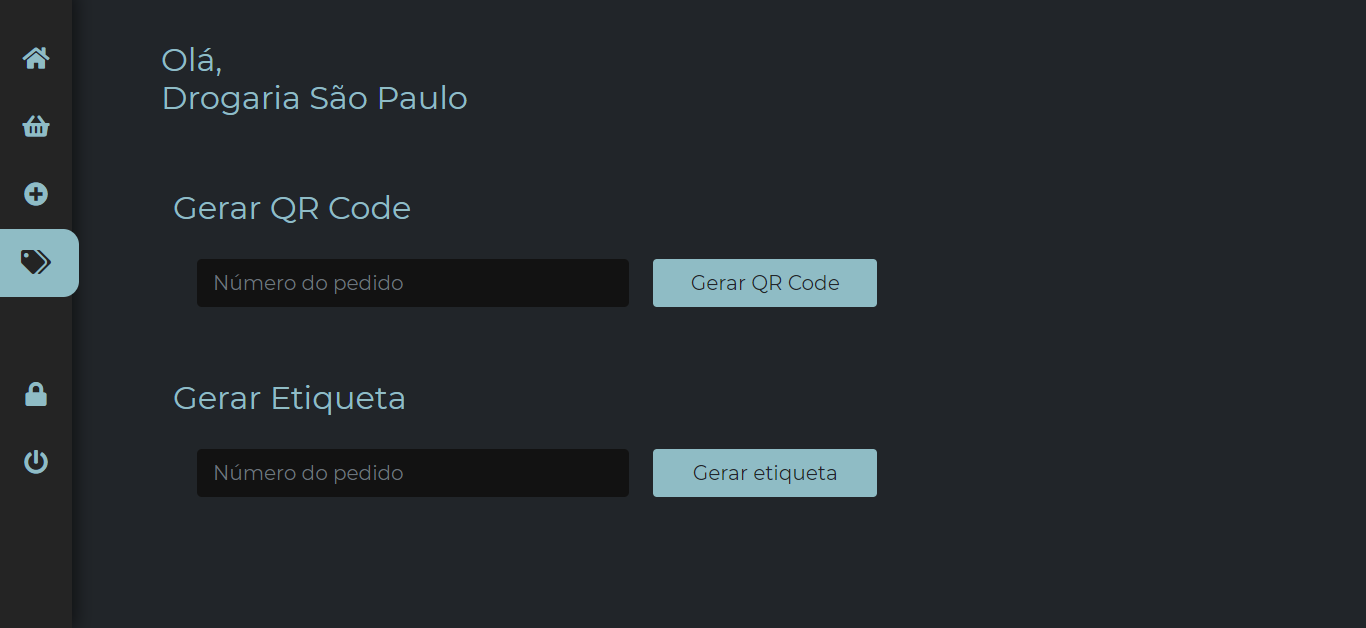 Olá,
Drogaria São Paulo
Gerar QR Code
Número do pedido
Gerar QR Code
Gerar Etiqueta
Número do pedido
Gerar etiqueta